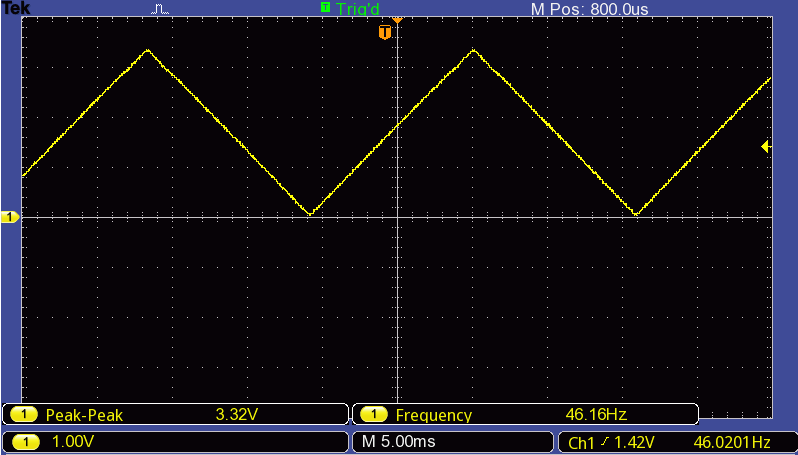 Tek T Trig'd M Pos: 800.0us
T
1
1 Peak-Peak 3.32V 1 Frequency 46.16Hz
1 1.00V M 5.00ms Ch1 / 1.42V 46.0201Hz